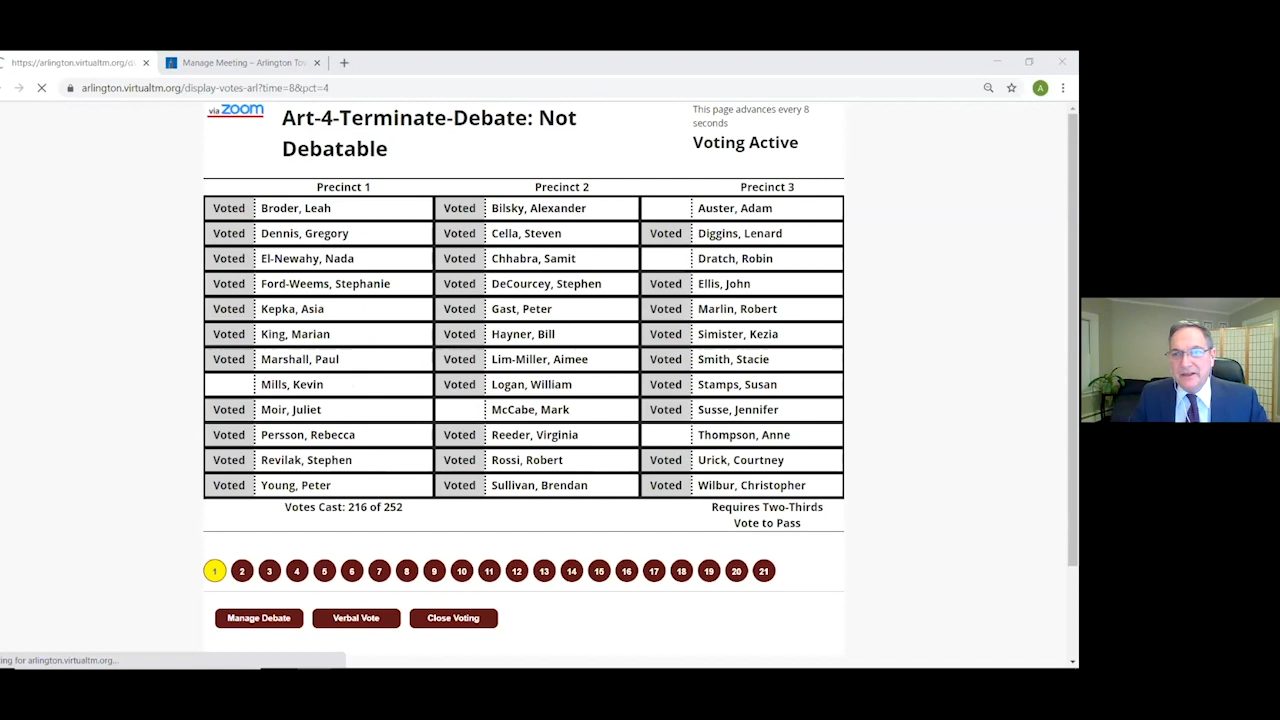 https://arlington.virtualtm.org/d
Manage Meeting – Arlington To
arlington.virtualtm.org/display-votes-arl?time=8&pct=4
A
via zoom
Art-4-Terminate-Debate: Not
Debatable
This page advances every 8
seconds
Voting Active
Precinct 1 Precinct 2 Precinct 3
Voted Broder, Leah Voted Bilsky, Alexander Auster, Adam
Voted Dennis, Gregory Voted Cella, Steven Voted Diggins, Lenard
Voted El-Newahy, Nada Voted Chhabra, Samit Dratch, Robin
Voted Ford-Weems, Stephanie Voted DeCourcey, Stephen Voted Ellis, John
Voted Kepka, Asia Voted Gast, Peter Voted Marlin, Robert
Voted King, Marian Voted Hayner, Bill Voted Simister, Kezia
Voted Marshall, Paul Voted Lim-Miller, Aimee Voted Smith, Stacie
Mills, Kevin Voted Logan, William Voted Stamps, Susan
Voted Moir, Juliet McCabe, Mark Voted Susse, Jennifer
Voted Persson, Rebecca Voted Reeder, Virginia Thompson, Anne
Voted Revilak, Stephen Voted Rossi, Robert Voted Urick, Courtney
Voted Young, Peter Voted Sullivan, Brendan Voted Wilbur, Christopher
Votes Cast: 216 of 252
Requires Two-Thirds
Vote to Pass
1 2 3 4 5 6 7 8 9 10 11 12 13 14 15 16 17 18 19 20 21
Manage Debate Verbal Vote Close Voting
ing for arlington.virtualtm.org...